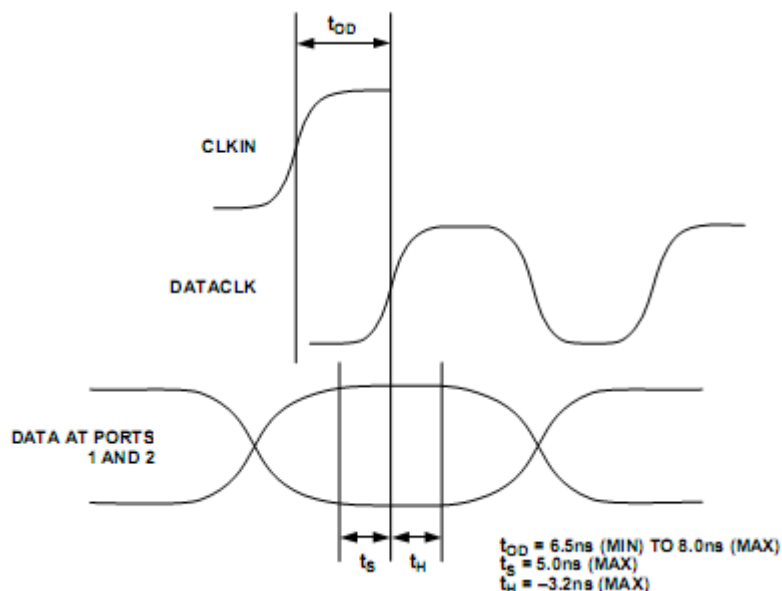 tOD
CLKIN
DATACLK
DATA AT PORTS
1 AND 2
tS
tH
tOD = 6.5ns (MIN) TO 8.0ns (MAX)
tS = 5.0ns (MAX)
tH = –3.2ns (MAX)